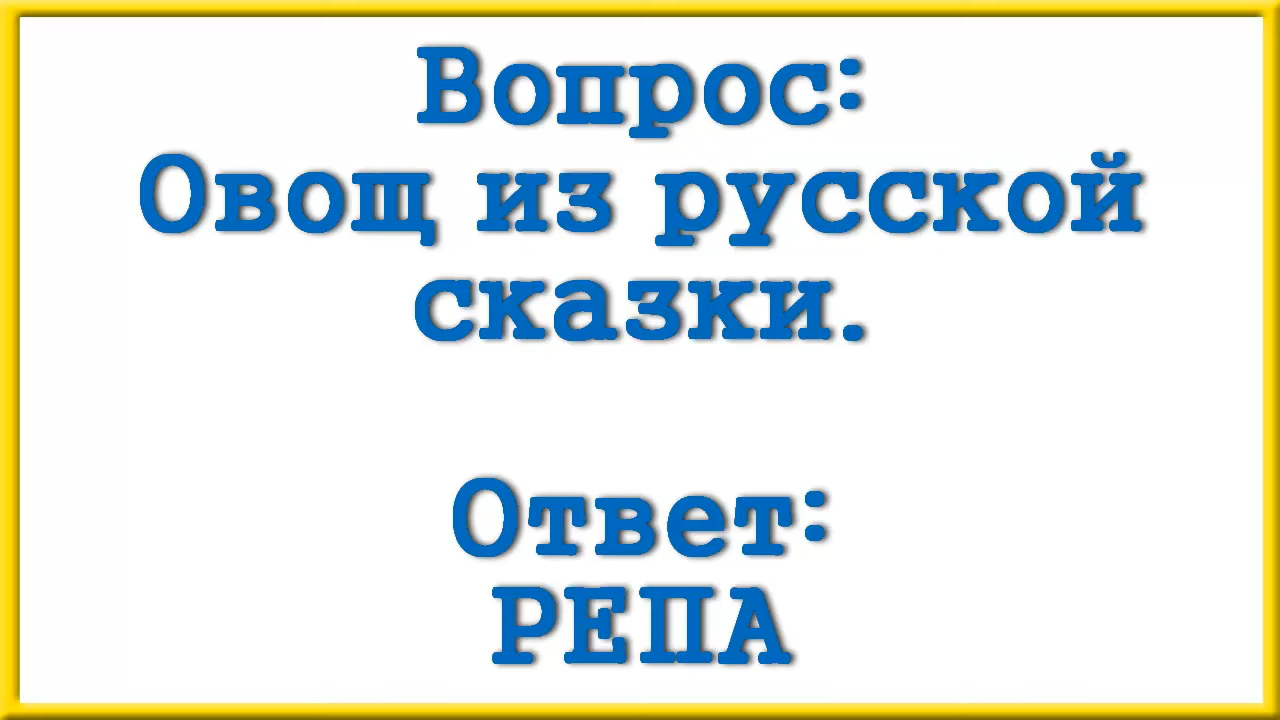 Вопрос:
Овощ из русской
сказки.
Ответ:
РЕПА